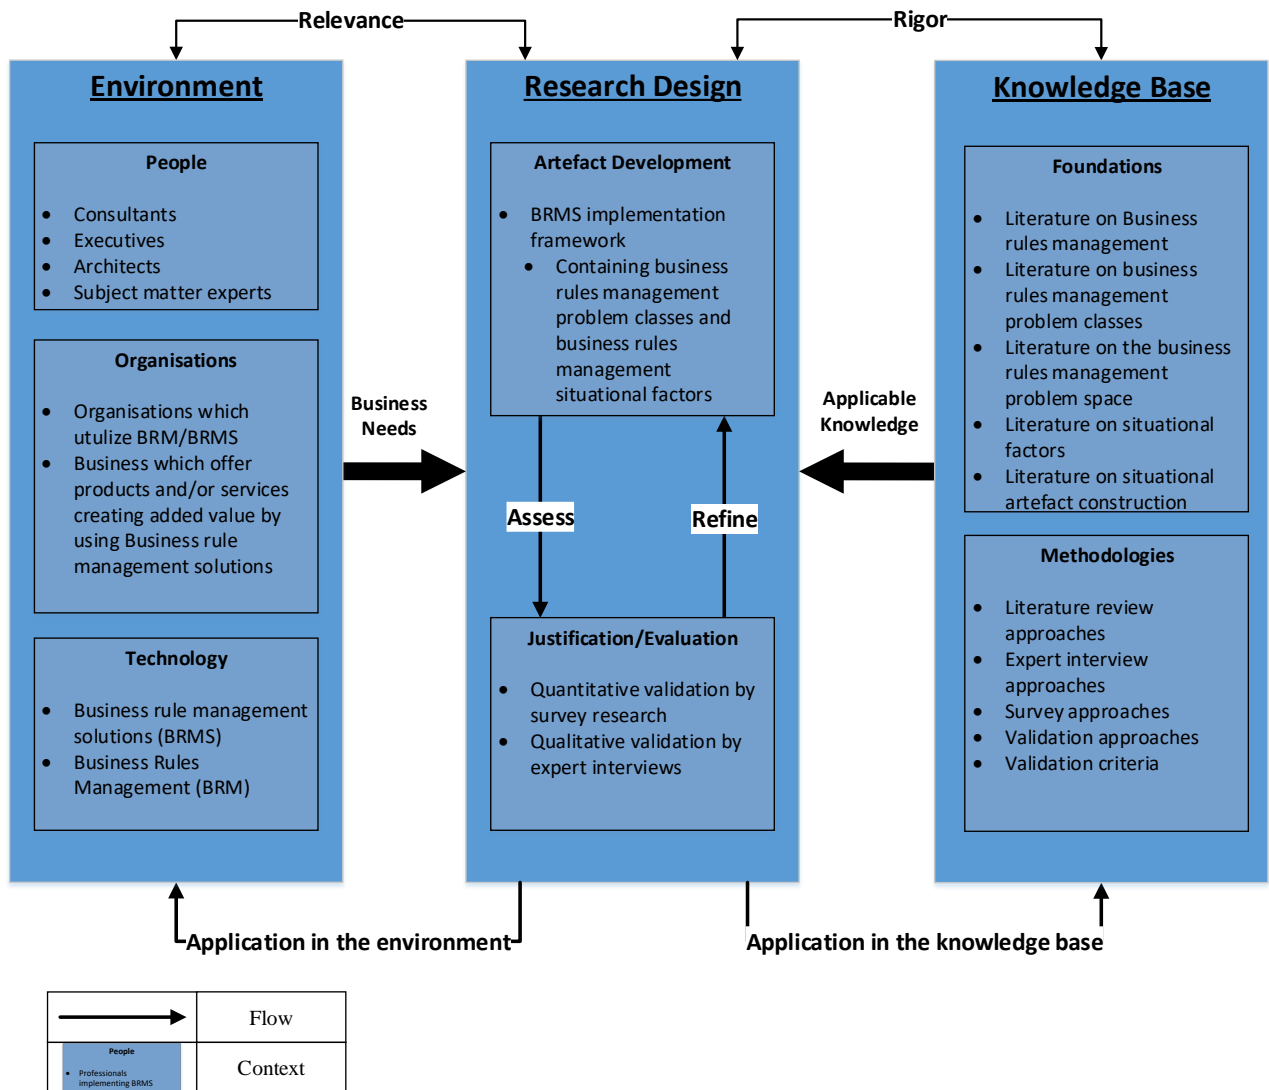 Relevance
Rigor
Environment
People
• Consultants
• Executives
• Architects
• Subject matter experts
Organisations
• Organisations which
utulize BRM/BRMS
• Business which offer
products and/or services
creating added value by
using Business rule
management solutions
Technology
• Business rule management
solutions (BRMS)
• Business Rules
Management (BRM)
Business
Needs
Research Design
Artefact Development
• BRMS implementation
framework
• Containing business
rules management
problem classes and
business rules
management
situational factors
Assess
Refine
Justification/Evaluation
• Quantitative validation by
survey research
• Qualitative validation by
expert interviews
Applicable
Knowledge
Knowledge Base
Foundations
• Literature on Business
rules management
• Literature on business
rules management
problem classes
• Literature on the business
rules management
problem space
• Literature on situational
factors
• Literature on situational
artefact construction
Methodologies
• Literature review
approaches
• Expert interview
approaches
• Survey approaches
• Validation approaches
• Validation criteria
Application in the environment
Application in the knowledge base
Flow
People
• Professionals
implementing BRMS
Context